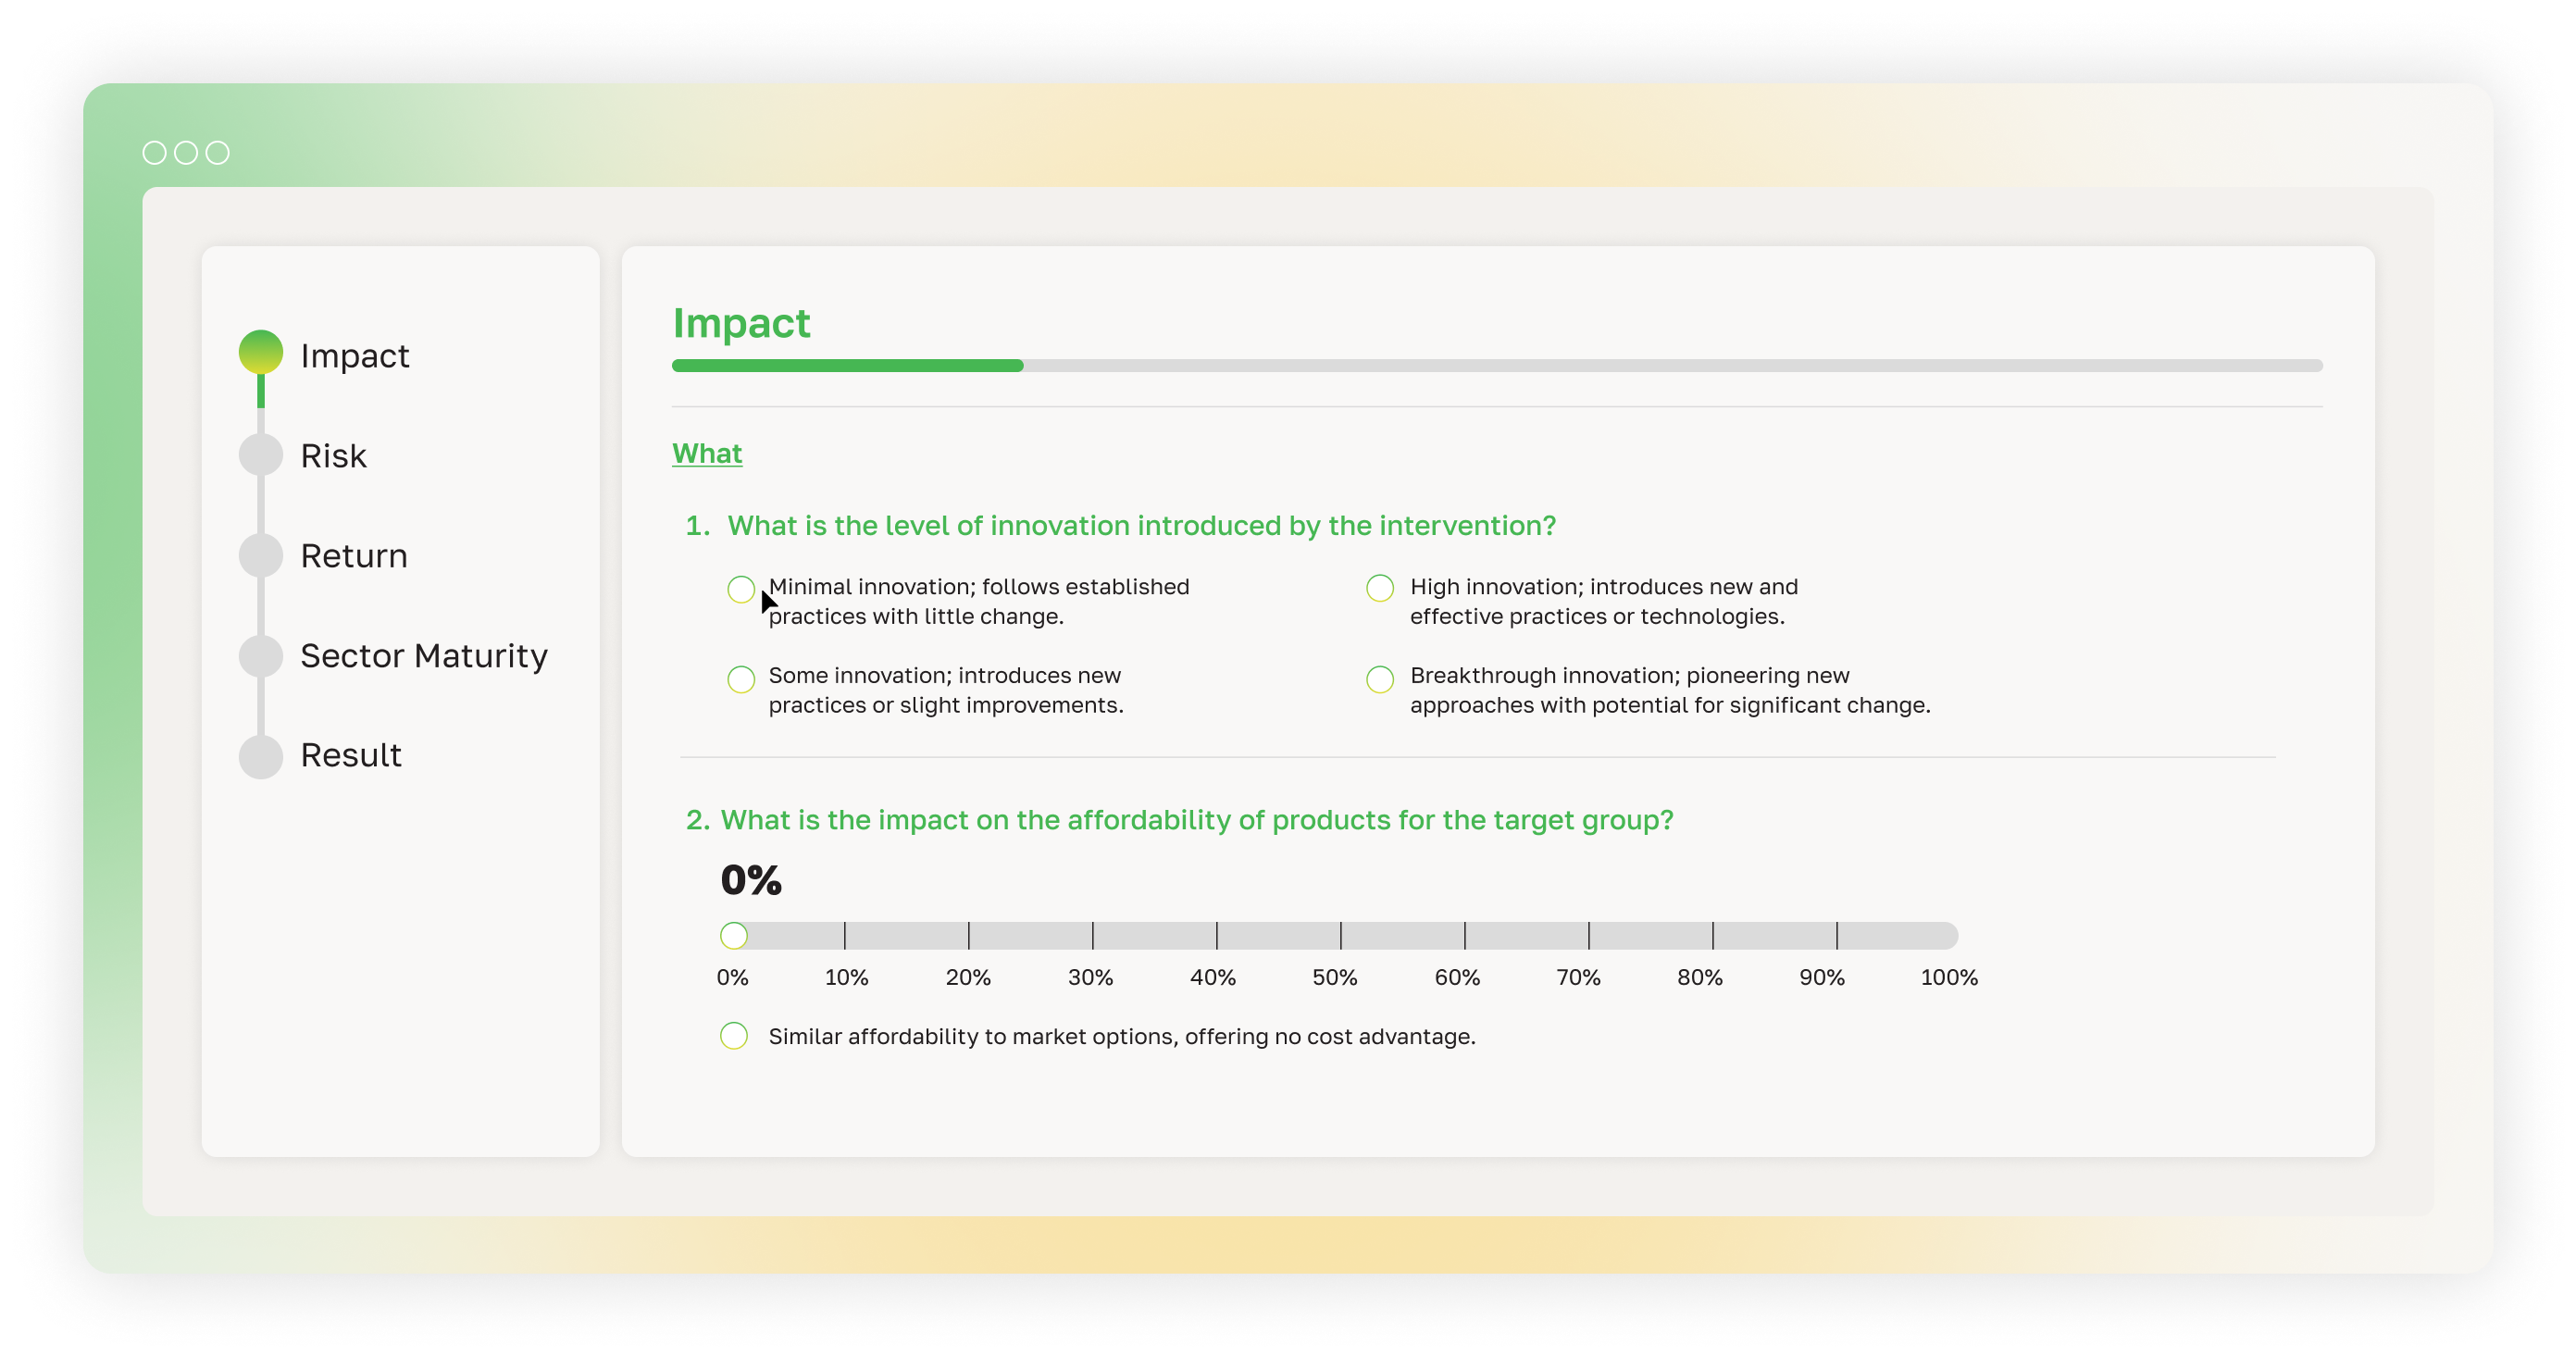 Impact
Risk
Return
Sector Maturity
Result
Impact
What
1. What is the level of innovation introduced by the intervention?
Minimal innovation; follows established
practices with little change.
High innovation; introduces new and
effective practices or technologies.
Some innovation; introduces new
practices or slight improvements.
Breakthrough innovation; pioneering new
approaches with potential for significant change.
2. What is the impact on the affordability of products for the target group?
0%
0% 10% 20% 30% 40% 50% 60% 70% 80% 90% 100%
Similar affordability to market options, offering no cost advantage.